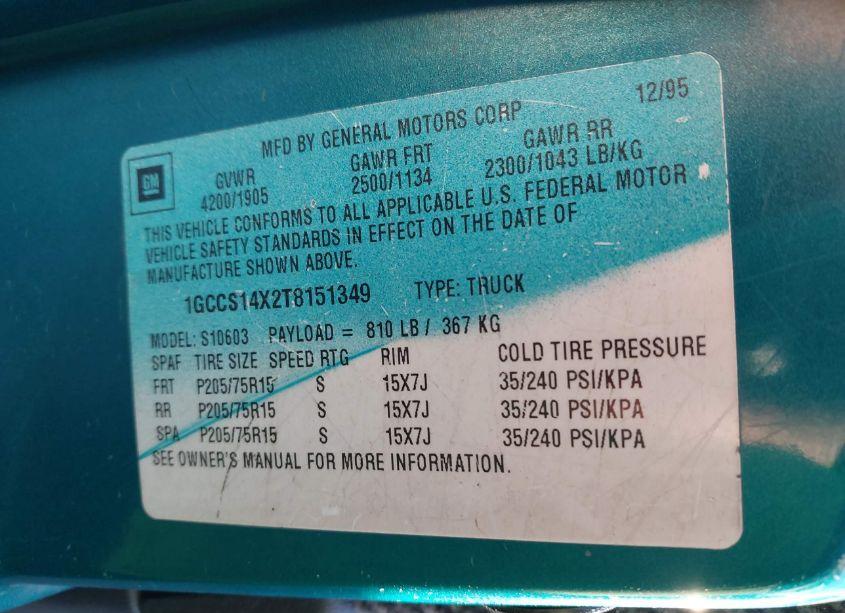 12/95
MFD BY GENERAL MOTORS CORP
GM
GVWR GAWR FRT GAWR RR
4200/1905 2500/1134 2300/1043 LB/KG
THIS VEHICLE CONFORMS TO ALL APPLICABLE U.S. FEDERAL MOTOR
VEHICLE SAFETY STANDARDS IN EFFECT ON THE DATE OF
MANUFACTURE SHOWN ABOVE.
1GCCS14X2T8151349 TYPE: TRUCK
MODEL: S10603 PAYLOAD = 810 LB / 367 KG
SPAF TIRE SIZE SPEED RTG RIM COLD TIRE PRESSURE
FRT P205/75R15 S 15X7J 35/240 PSI/KPA
RR P205/75R15 S 15X7J 35/240 PSI/KPA
SPA P205/75R15 S 15X7J 35/240 PSI/KPA
SEE OWNER'S MANUAL FOR MORE INFORMATION.